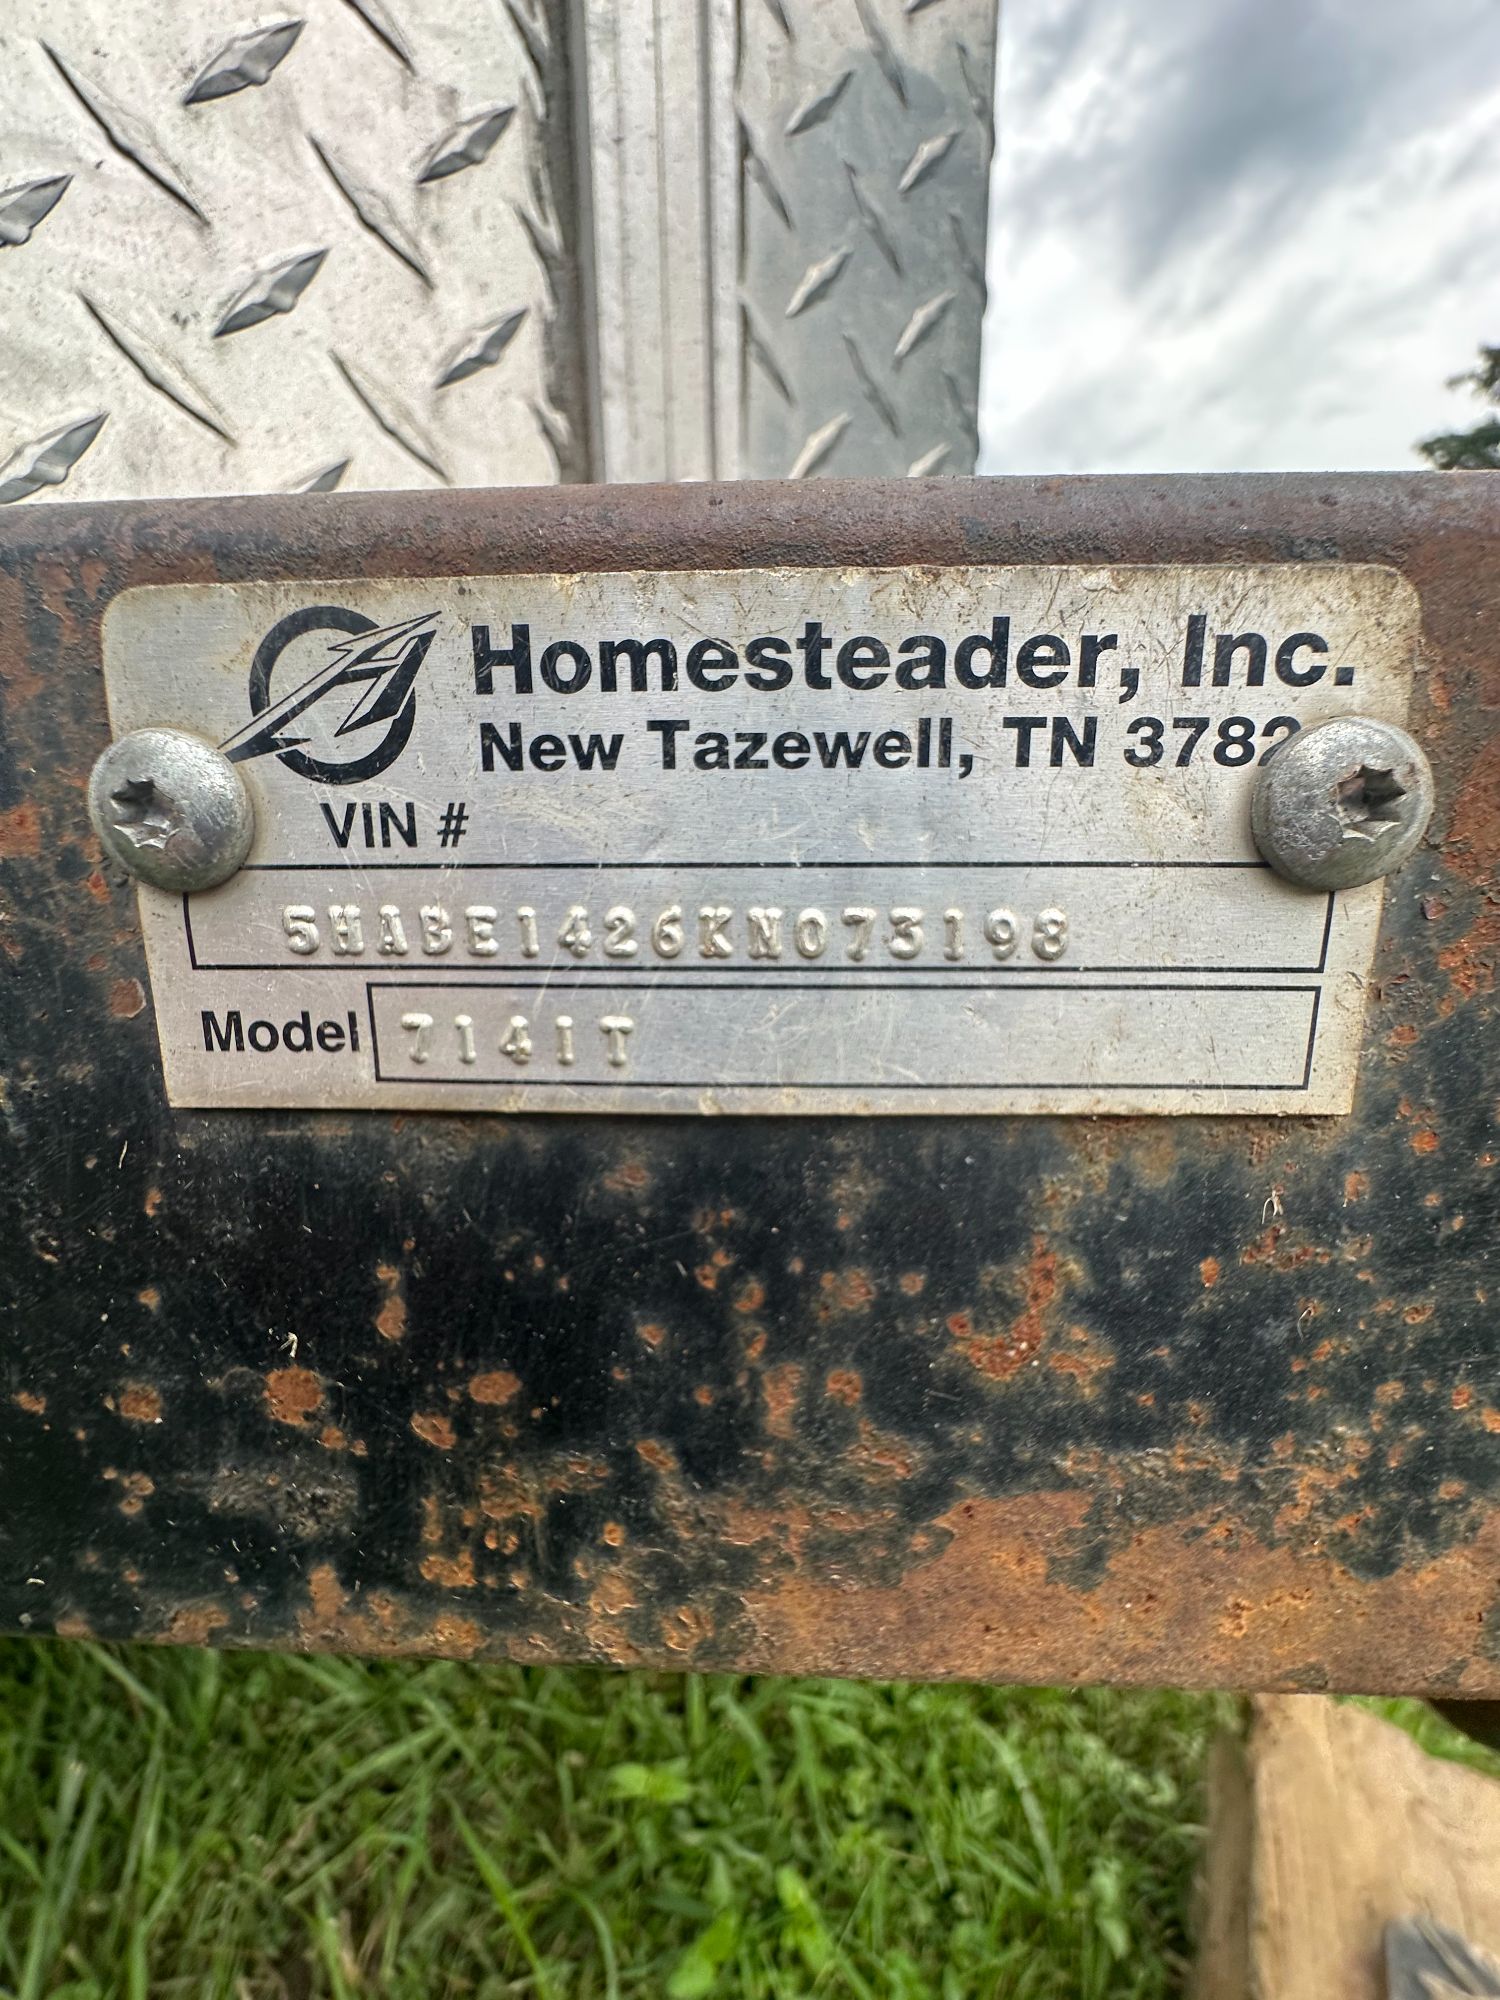 Homesteader, Inc.
New Tazewell, TN 3782
VIN #
5HABE1426KN073198
Model
7141T